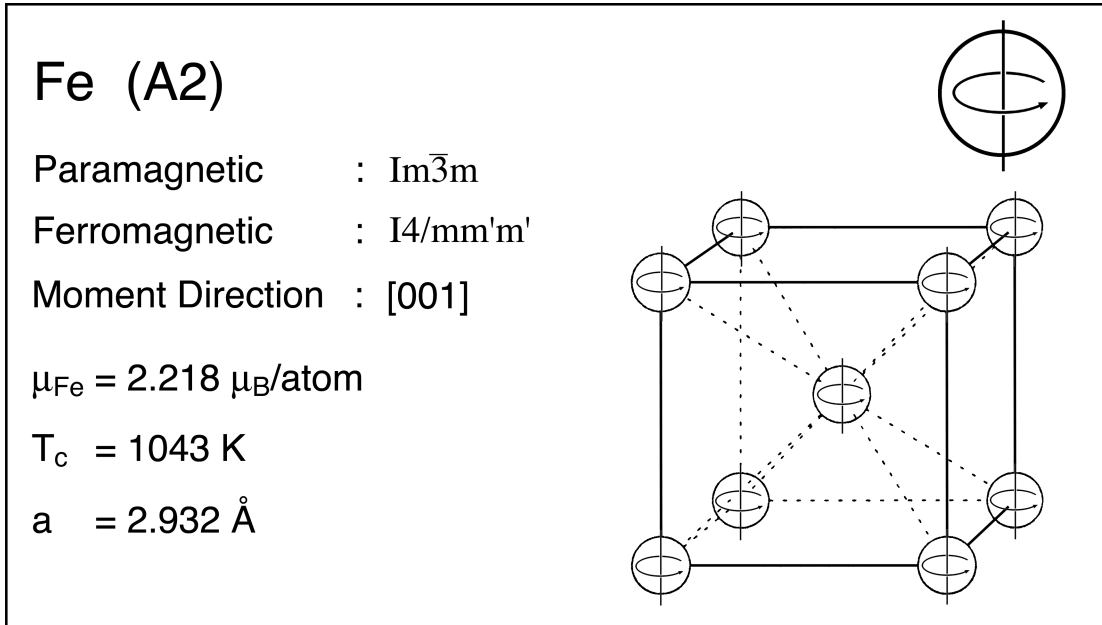 Fe (A2)
Paramagnetic : Im3̅m
Ferromagnetic : I4/mm'm'
Moment Direction : [001]
μFe = 2.218 μB/atom
Tc = 1043 K
a = 2.932 Å